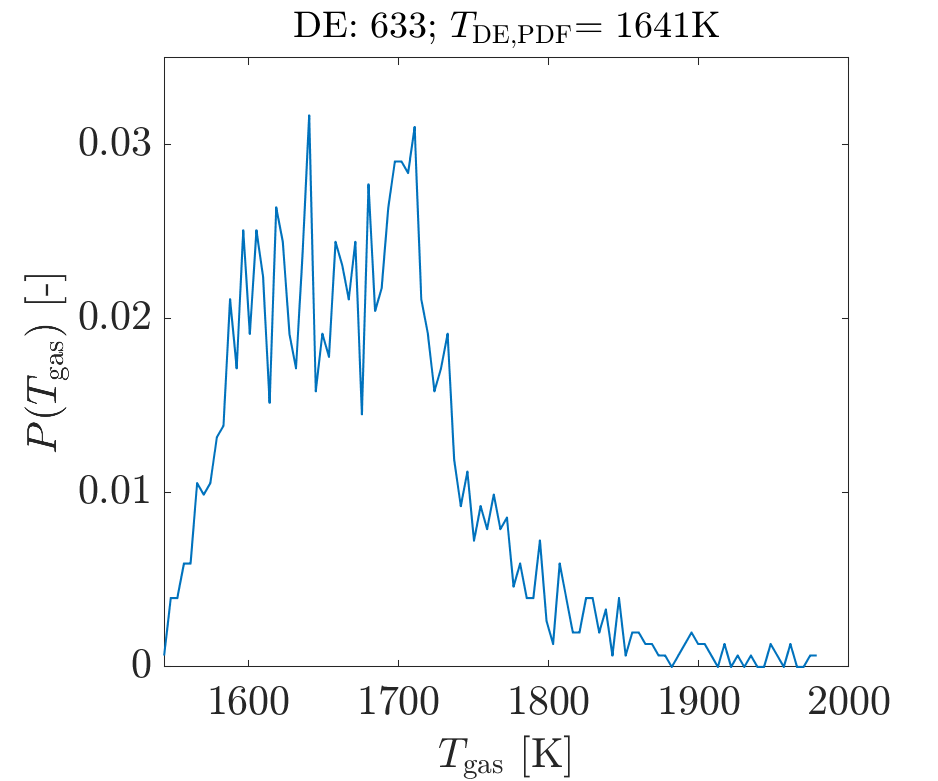 DE: 633; T_DE,PDF= 1641K
0.03
0.02
0.01
0
P(T_gas) [-]
1600 1700 1800 1900 2000
T_gas [K]